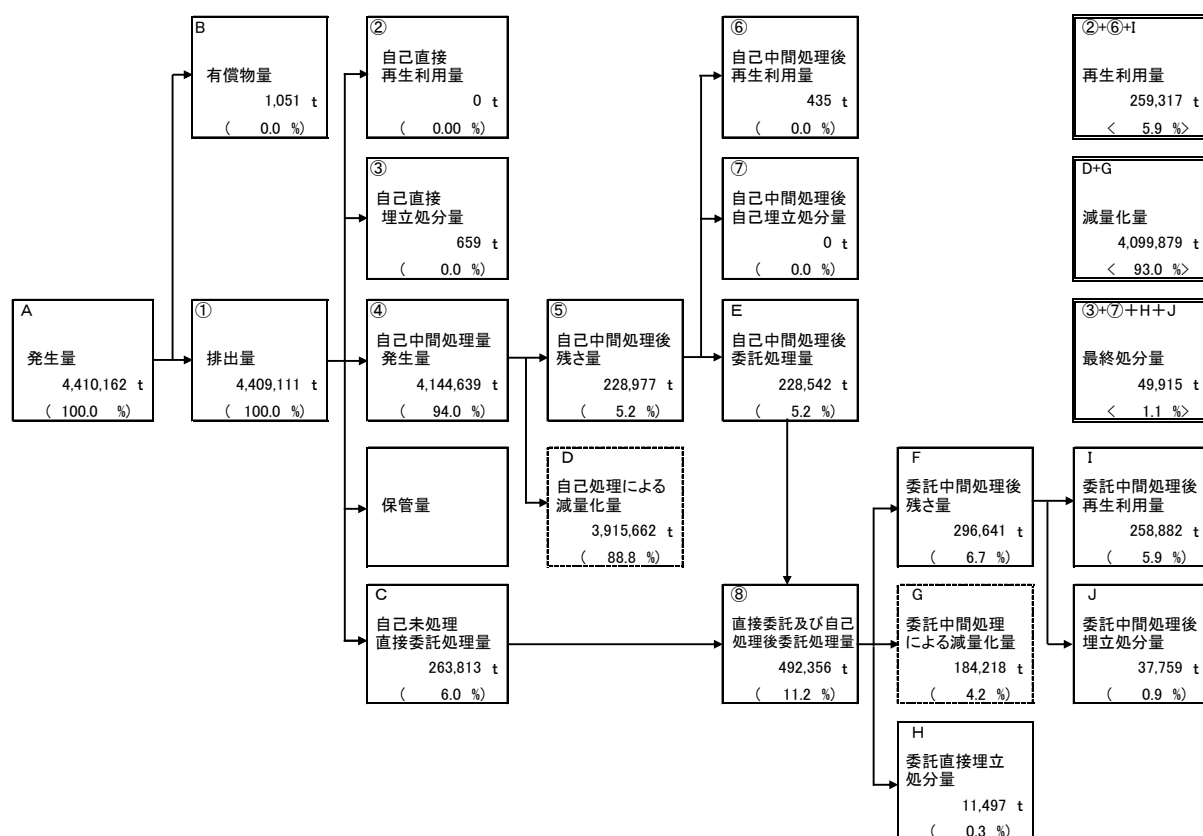 B
有償物量
1,051 t
( 0.0 %)
②
自己直接
再生利用量
0 t
( 0.00 %)
⑥
自己中間処理後
再生利用量
435 t
( 0.0 %)
②+⑥+I
再生利用量
259,317 t
< 5.9 %>
③
自己直接
埋立処分量
659 t
( 0.0 %)
⑦
自己中間処理後
自己埋立処分量
0 t
( 0.0 %)
D+G
減量化量
4,099,879 t
< 93.0 %>
A
発生量
4,410,162 t
( 100.0 %)
①
排出量
4,409,111 t
( 100.0 %)
④
自己中間処理量
発生量
4,144,639 t
( 94.0 %)
⑤
自己中間処理後
残さ量
228,977 t
( 5.2 %)
E
自己中間処理後
委託処理量
228,542 t
( 5.2 %)
③+⑦+H+J
最終処分量
49,915 t
< 1.1 %>
保管量
D
自己処理による
減量化量
3,915,662 t
( 88.8 %)
F
委託中間処理後
残さ量
296,641 t
( 6.7 %)
I
委託中間処理後
再生利用量
258,882 t
( 5.9 %)
C
自己未処理
直接委託処理量
263,813 t
( 6.0 %)
⑧
直接委託及び自己
処理後委託処理量
492,356 t
( 11.2 %)
G
委託中間処理
による減量化量
184,218 t
( 4.2 %)
J
委託中間処理後
埋立処分量
37,759 t
( 0.9 %)
H
委託直接埋立
処分量
11,497 t
( 0.3 %)